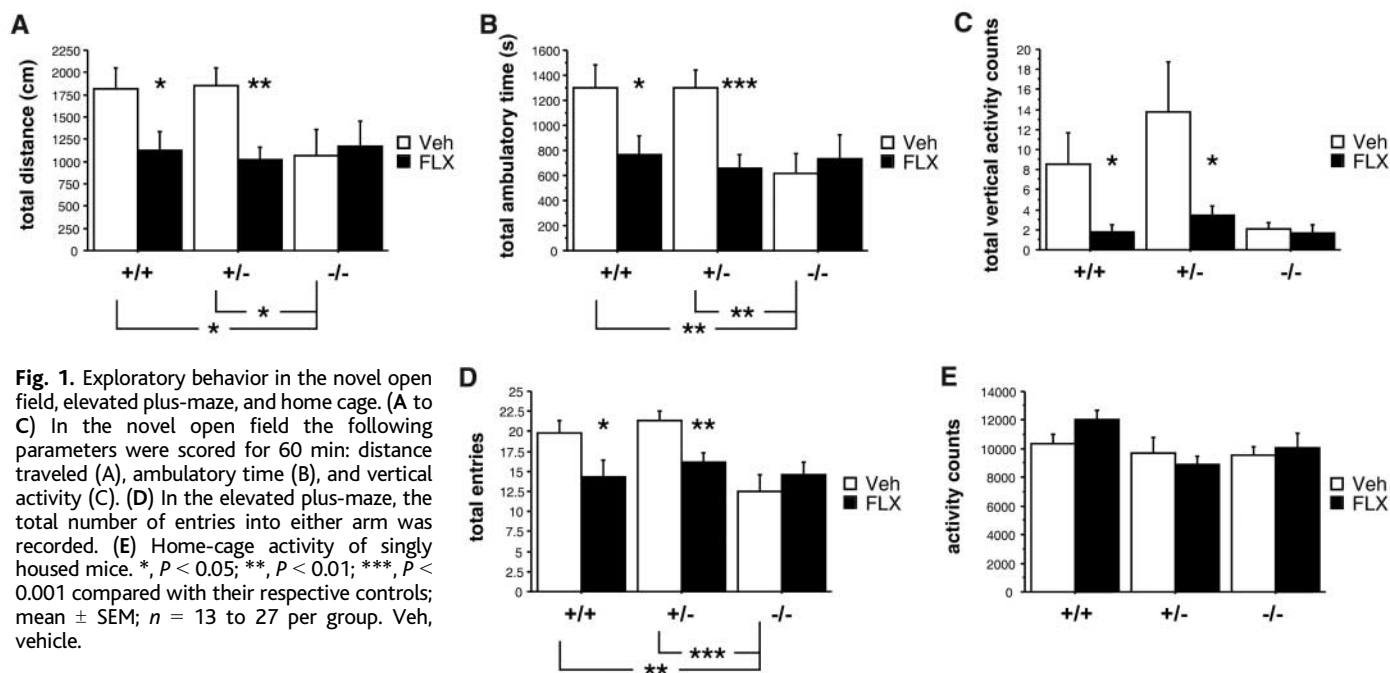 A
total distance (cm)
2250
2000
1750
1500
1250
1000
750
500
250
0
*
**
Veh
FLX
+/+
+/-
-/-
*
*
B
total ambulatory time (s)
1600
1400
1200
1000
800
600
400
200
0
*
***
Veh
FLX
+/+
+/-
-/-
**
**
C
total vertical activity counts
20
18
16
14
12
10
8
6
4
2
0
*
*
Veh
FLX
+/+
+/-
-/-
Fig. 1. Exploratory behavior in the novel open
field, elevated plus-maze, and home cage. (A to
C) In the novel open field the following
parameters were scored for 60 min: distance
traveled (A), ambulatory time (B), and vertical
activity (C). (D) In the elevated plus-maze, the
total number of entries into either arm was
recorded. (E) Home-cage activity of singly
housed mice. *, P < 0.05; **, P < 0.01; ***, P <
0.001 compared with their respective controls;
mean ± SEM; n = 13 to 27 per group. Veh,
vehicle.
D
total entries
25
22.5
20
17.5
15
12.5
10
7.5
5
2.5
0
*
**
Veh
FLX
+/+
+/-
-/-
***
**
E
activity counts
14000
12000
10000
8000
6000
4000
2000
0
Veh
FLX
+/+
+/-
-/-